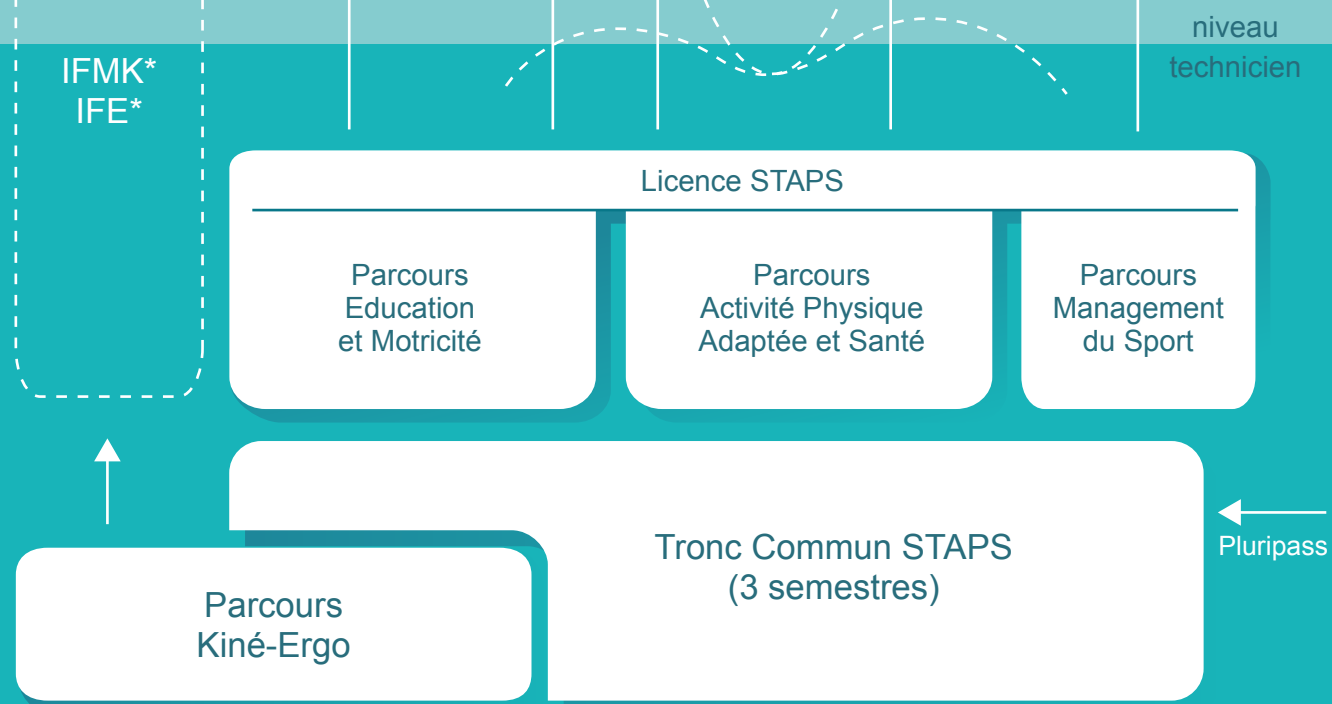 niveau
technicien
IFMK*
IFE*
Licence STAPS
Parcours
Education
et Motricité
Parcours
Activité Physique
Adaptée et Santé
Parcours
Management
du Sport
Tronc Commun STAPS
(3 semestres)
Pluripass
Parcours
Kiné-Ergo